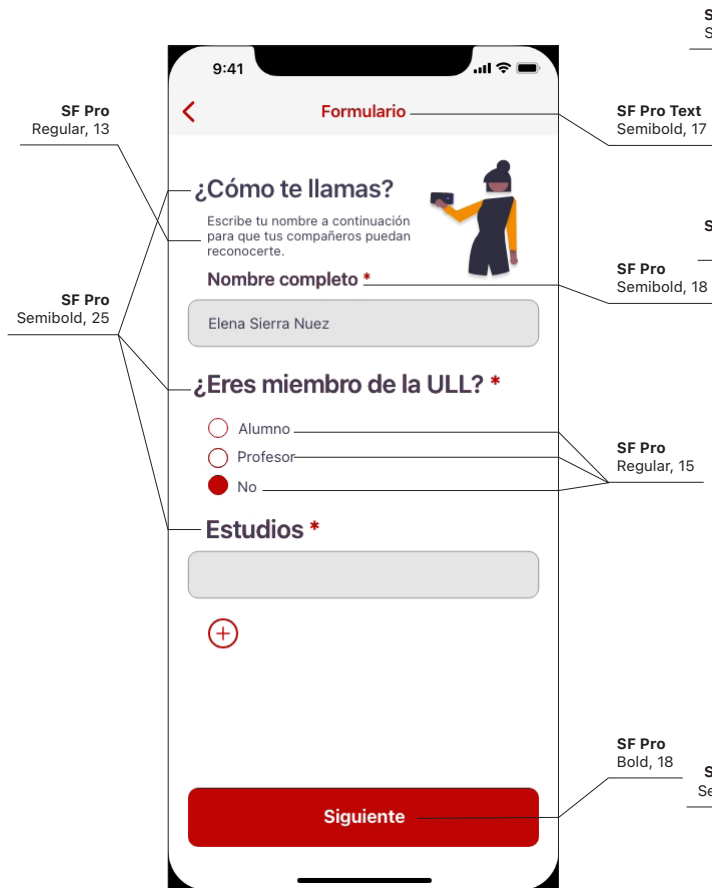 9:41
Formulario
SF Pro
Regular, 13
SF Pro Text
Semibold, 17
¿Cómo te llamas?
Escribe tu nombre a continuación
para que tus compañeros puedan
reconocerte.
Nombre completo *
SF Pro
Semibold, 18
SF Pro
Semibold, 25
Elena Sierra Nuez
¿Eres miembro de la ULL? *
Alumno
Profesor
No
SF Pro
Regular, 15
Estudios *
SF Pro
Bold, 18
Siguiente